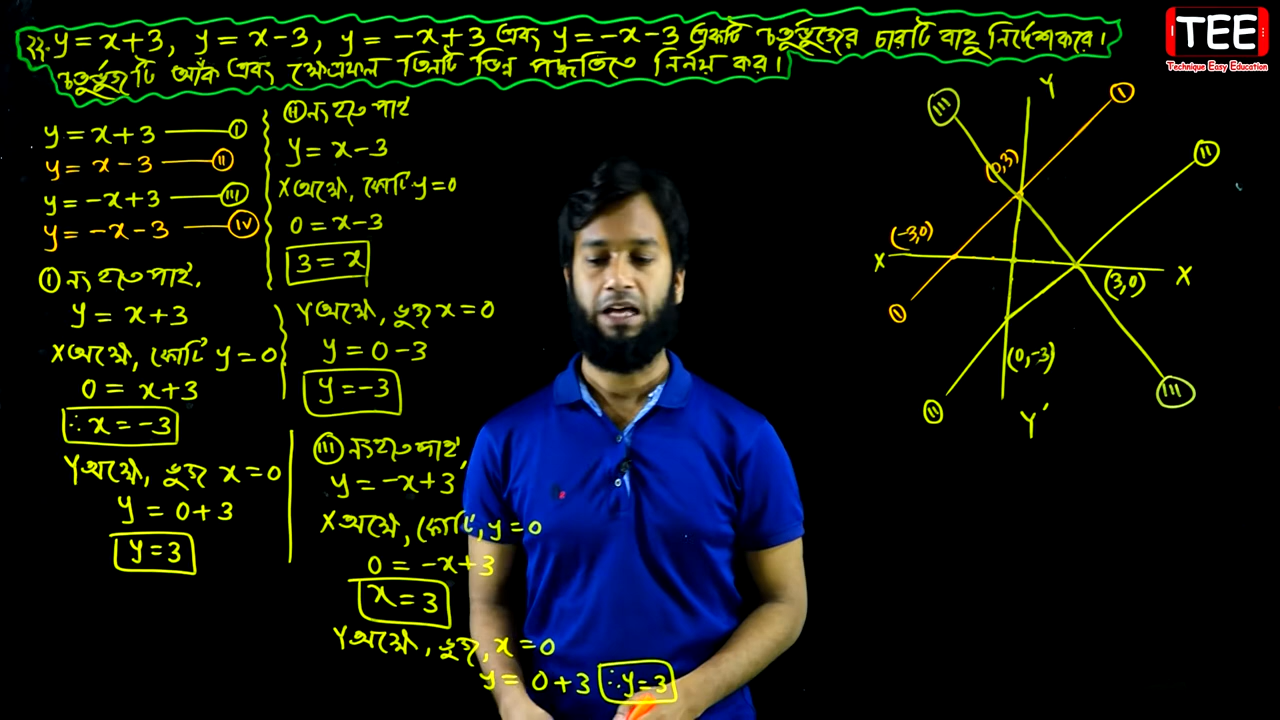 ২২. y = x+3, y = x-3, y = -x+3 এবং y = -x-3 একটি চতুর্ভুজের চারটি বাহু নির্দেশ করে।
চতুর্ভুজটি আঁক এবং ক্ষেত্রফল তিনটি ভিন্ন পদ্ধতিতে নির্ণয় কর।
TEE
Technique Easy Education
y = x+3 — i
y = x-3 — ii
y = -x+3 — iii
y = -x-3 — iv
i নং হতে পাই,
y = x+3
X অক্ষে, কোটি y=0
0 = x+3
∴ x = -3
Y অক্ষে, ভুজ x=0
y = 0+3
y=3
ii নং হতে পাই
y = x-3
X অক্ষে, কোটি y=0
0 = x-3
3 = x
Y অক্ষে, ভুজ x=0
y = 0-3
y=-3
iii নং হতে পাই,
y = -x+3
X অক্ষে, কোটি, y=0
0 = -x+3
x = 3
Y অক্ষে, ভুজ, x=0
y = 0+3 ∴y=3
iii
Y
i
(0,3)
ii
(-3,0)
X
(3,0)
X
i
(0,-3)
iii
ii
Y′